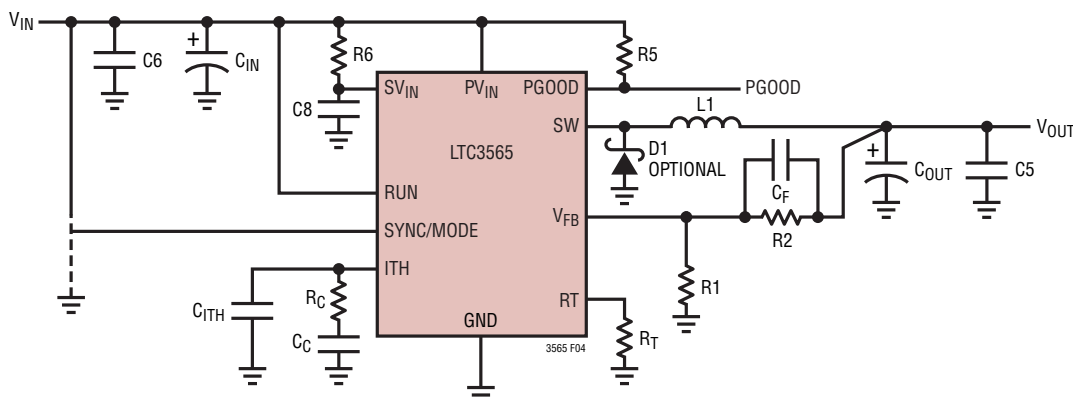 VIN
C6
+
CIN
R6
C8
SVIN
PVIN
PGOOD
R5
PGOOD
SW
L1
VOUT
LTC3565
D1
OPTIONAL
CF
+
COUT
C5
RUN
VFB
R2
SYNC/MODE
ITH
CITH
RC
CC
R1
RT
GND
RT
3565 F04